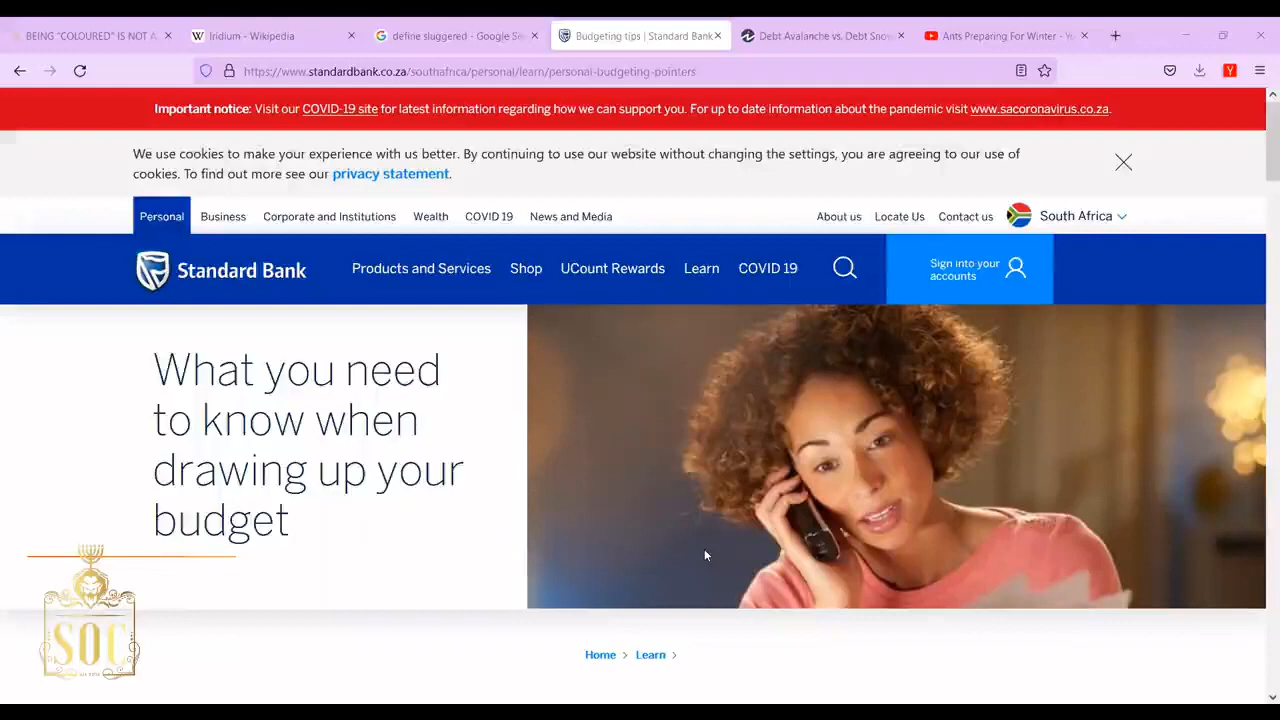 BEING "COLOURED" IS NOT A
Iridium - Wikipedia
define sluggered - Google Se
Budgeting tips | Standard Bank
Debt Avalanche vs. Debt Snow
Ants Preparing For Winter - Yo
https://www.standardbank.co.za/southafrica/personal/learn/personal-budgeting-pointers
Important notice: Visit our COVID-19 site for latest information regarding how we can support you. For up to date information about the pandemic visit www.sacoronavirus.co.za.
We use cookies to make your experience with us better. By continuing to use our website without changing the settings, you are agreeing to our use of
cookies. To find out more see our privacy statement.
Personal Business Corporate and Institutions Wealth COVID 19 News and Media About us Locate Us Contact us South Africa
Standard Bank Products and Services Shop UCount Rewards Learn COVID 19
Sign into your
accounts
What you need
to know when
drawing up your
budget
SOC
Home > Learn >